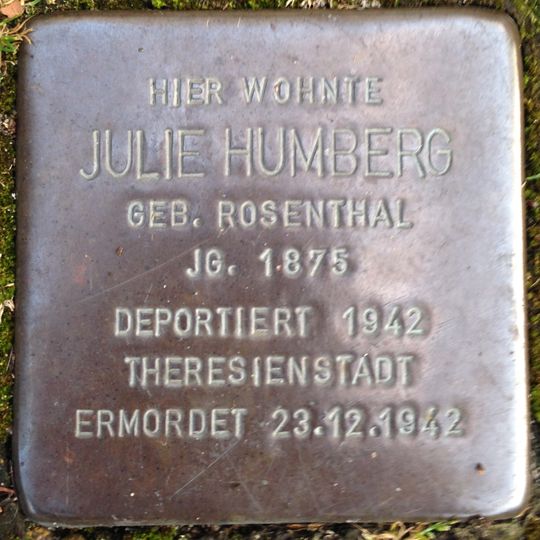 HIER WOHNTE
JULIE HUMBERG
GEB. ROSENTHAL
JG. 1875
DEPORTIERT 1942
THERESIENSTADT
ERMORDET 23.12.1942